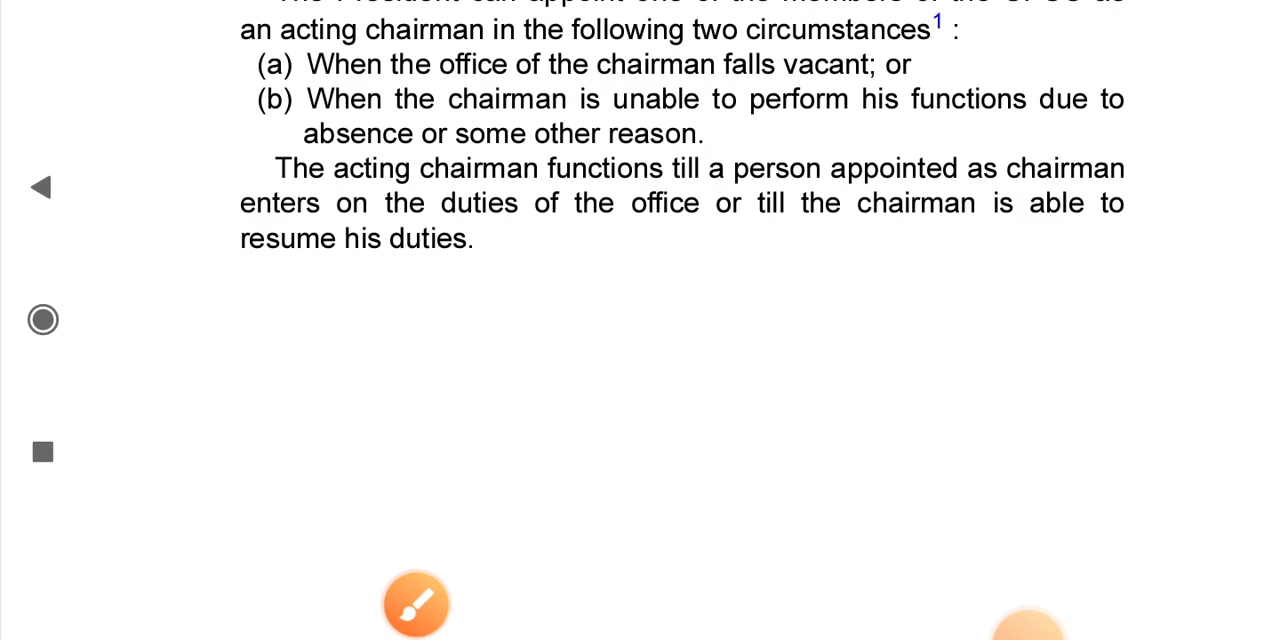 an acting chairman in the following two circumstances1 :
(a) When the office of the chairman falls vacant; or
(b) When the chairman is unable to perform his functions due to
absence or some other reason.
The acting chairman functions till a person appointed as chairman
enters on the duties of the office or till the chairman is able to
resume his duties.